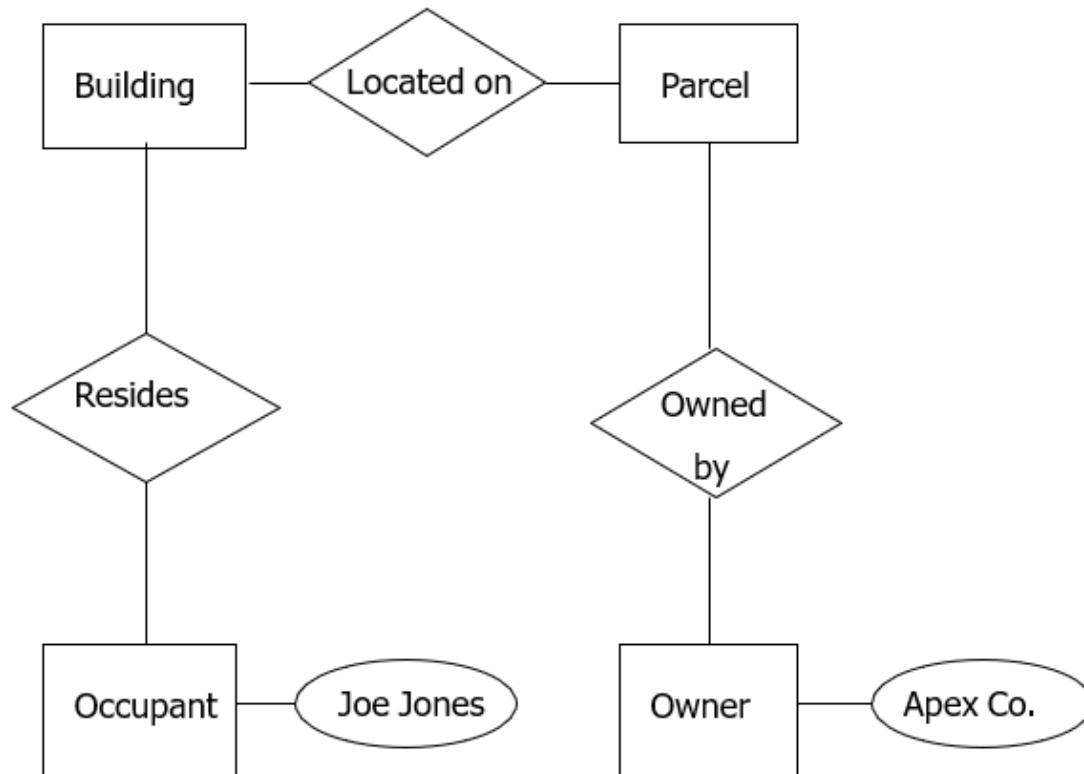 Building
Located on
Parcel
Resides
Owned
by
Occupant
Joe Jones
Owner
Apex Co.